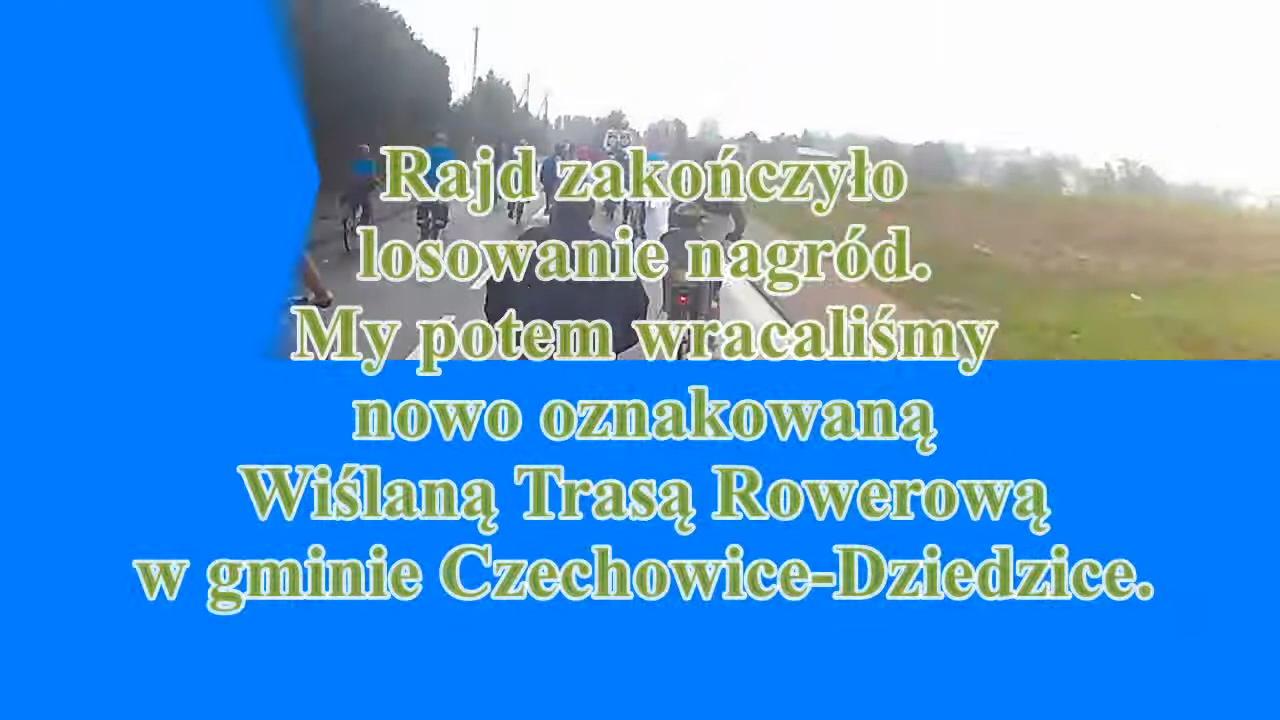 Rajd zakończyło
losowanie nagród.
My potem wracaliśmy
nowo oznakowaną
Wiślaną Trasą Rowerową
w gminie Czechowice-Dziedzice.